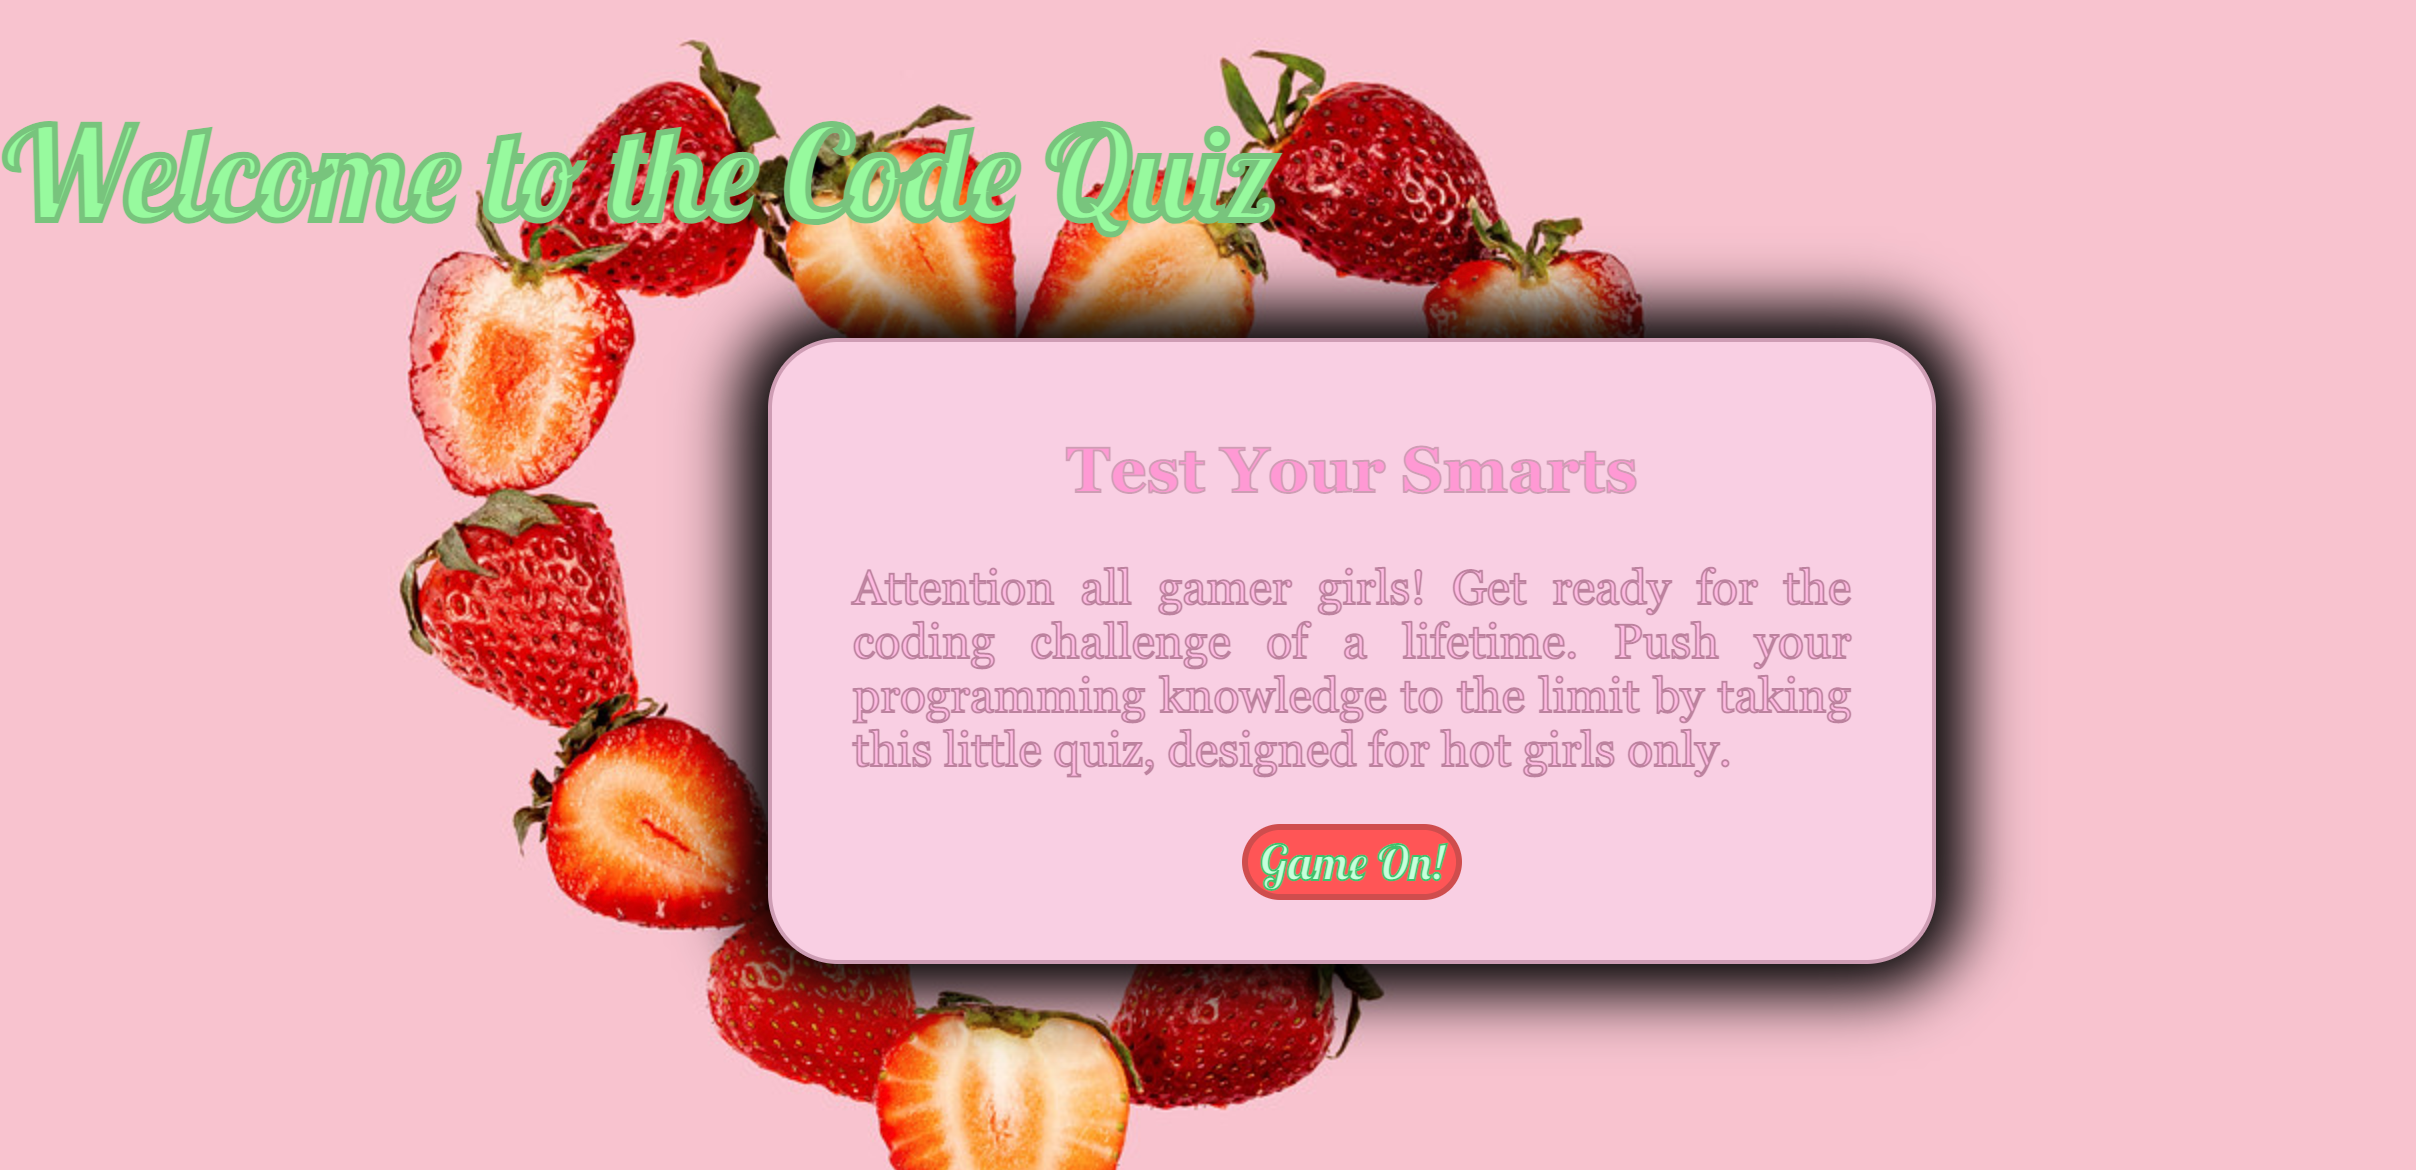 Welcome to the Code Quiz
Test Your Smarts
Attention all gamer girls! Get ready for the
coding challenge of a lifetime. Push your
programming knowledge to the limit by taking
this little quiz, designed for hot girls only.
Game On!